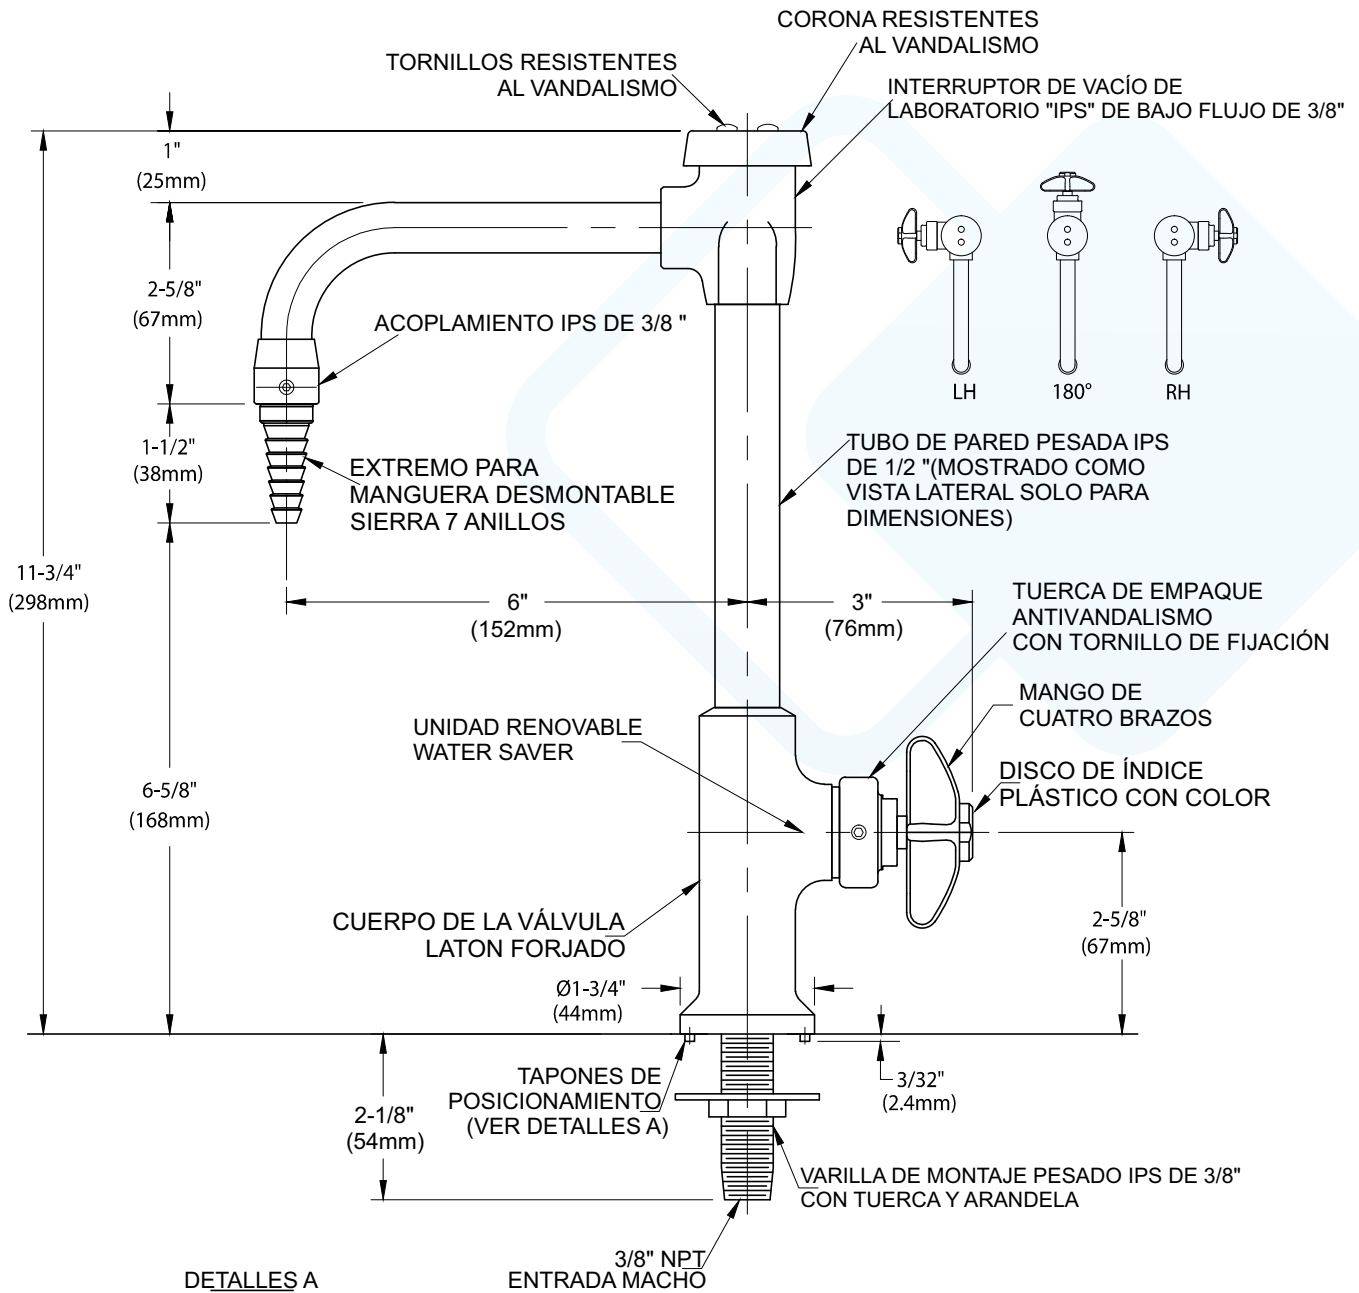 CORONA RESISTENTES
AL VANDALISMO
TORNILLOS RESISTENTES
AL VANDALISMO
INTERRUPTOR DE VACÍO DE
LABORATORIO "IPS" DE BAJO FLUJO DE 3/8"
1"
(25mm)
2-5/8"
(67mm)
ACOPLAMIENTO IPS DE 3/8 "
LH
180°
RH
1-1/2"
(38mm)
EXTREMO PARA
MANGUERA DESMONTABLE
SIERRA 7 ANILLOS
TUBO DE PARED PESADA IPS
DE 1/2 "(MOSTRADO COMO
VISTA LATERAL SOLO PARA
DIMENSIONES)
11-3/4"
(298mm)
6"
(152mm)
3"
(76mm)
TUERCA DE EMPAQUE
ANTIVANDALISMO
CON TORNILLO DE FIJACIÓN
MANGO DE
CUATRO BRAZOS
UNIDAD RENOVABLE
WATER SAVER
DISCO DE ÍNDICE
PLÁSTICO CON COLOR
6-5/8"
(168mm)
CUERPO DE LA VÁLVULA
LATON FORJADO
2-5/8"
(67mm)
Ø1-3/4"
(44mm)
TAPONES DE
POSICIONAMIENTO
(VER DETALLES A)
3/32"
(2.4mm)
2-1/8"
(54mm)
VARILLA DE MONTAJE PESADO IPS DE 3/8"
CON TUERCA Y ARANDELA
3/8" NPT
ENTRADA MACHO
DETALLES A